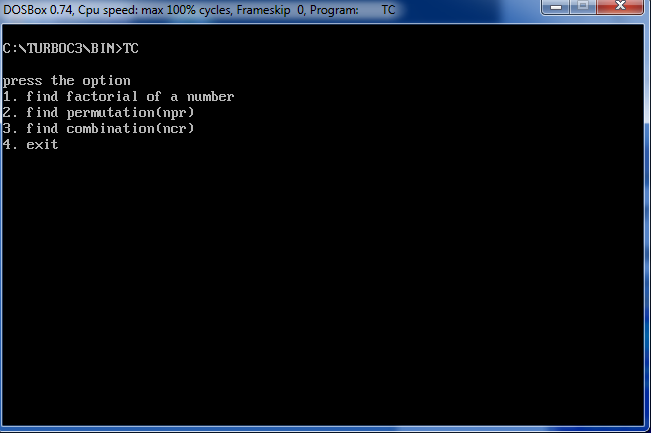 DOSBox 0.74, Cpu speed: max 100% cycles, Frameskip 0, Program: TC
C:\TURBOC3\BIN>TC
press the option
1. find factorial of a number
2. find permutation(npr)
3. find combination(ncr)
4. exit